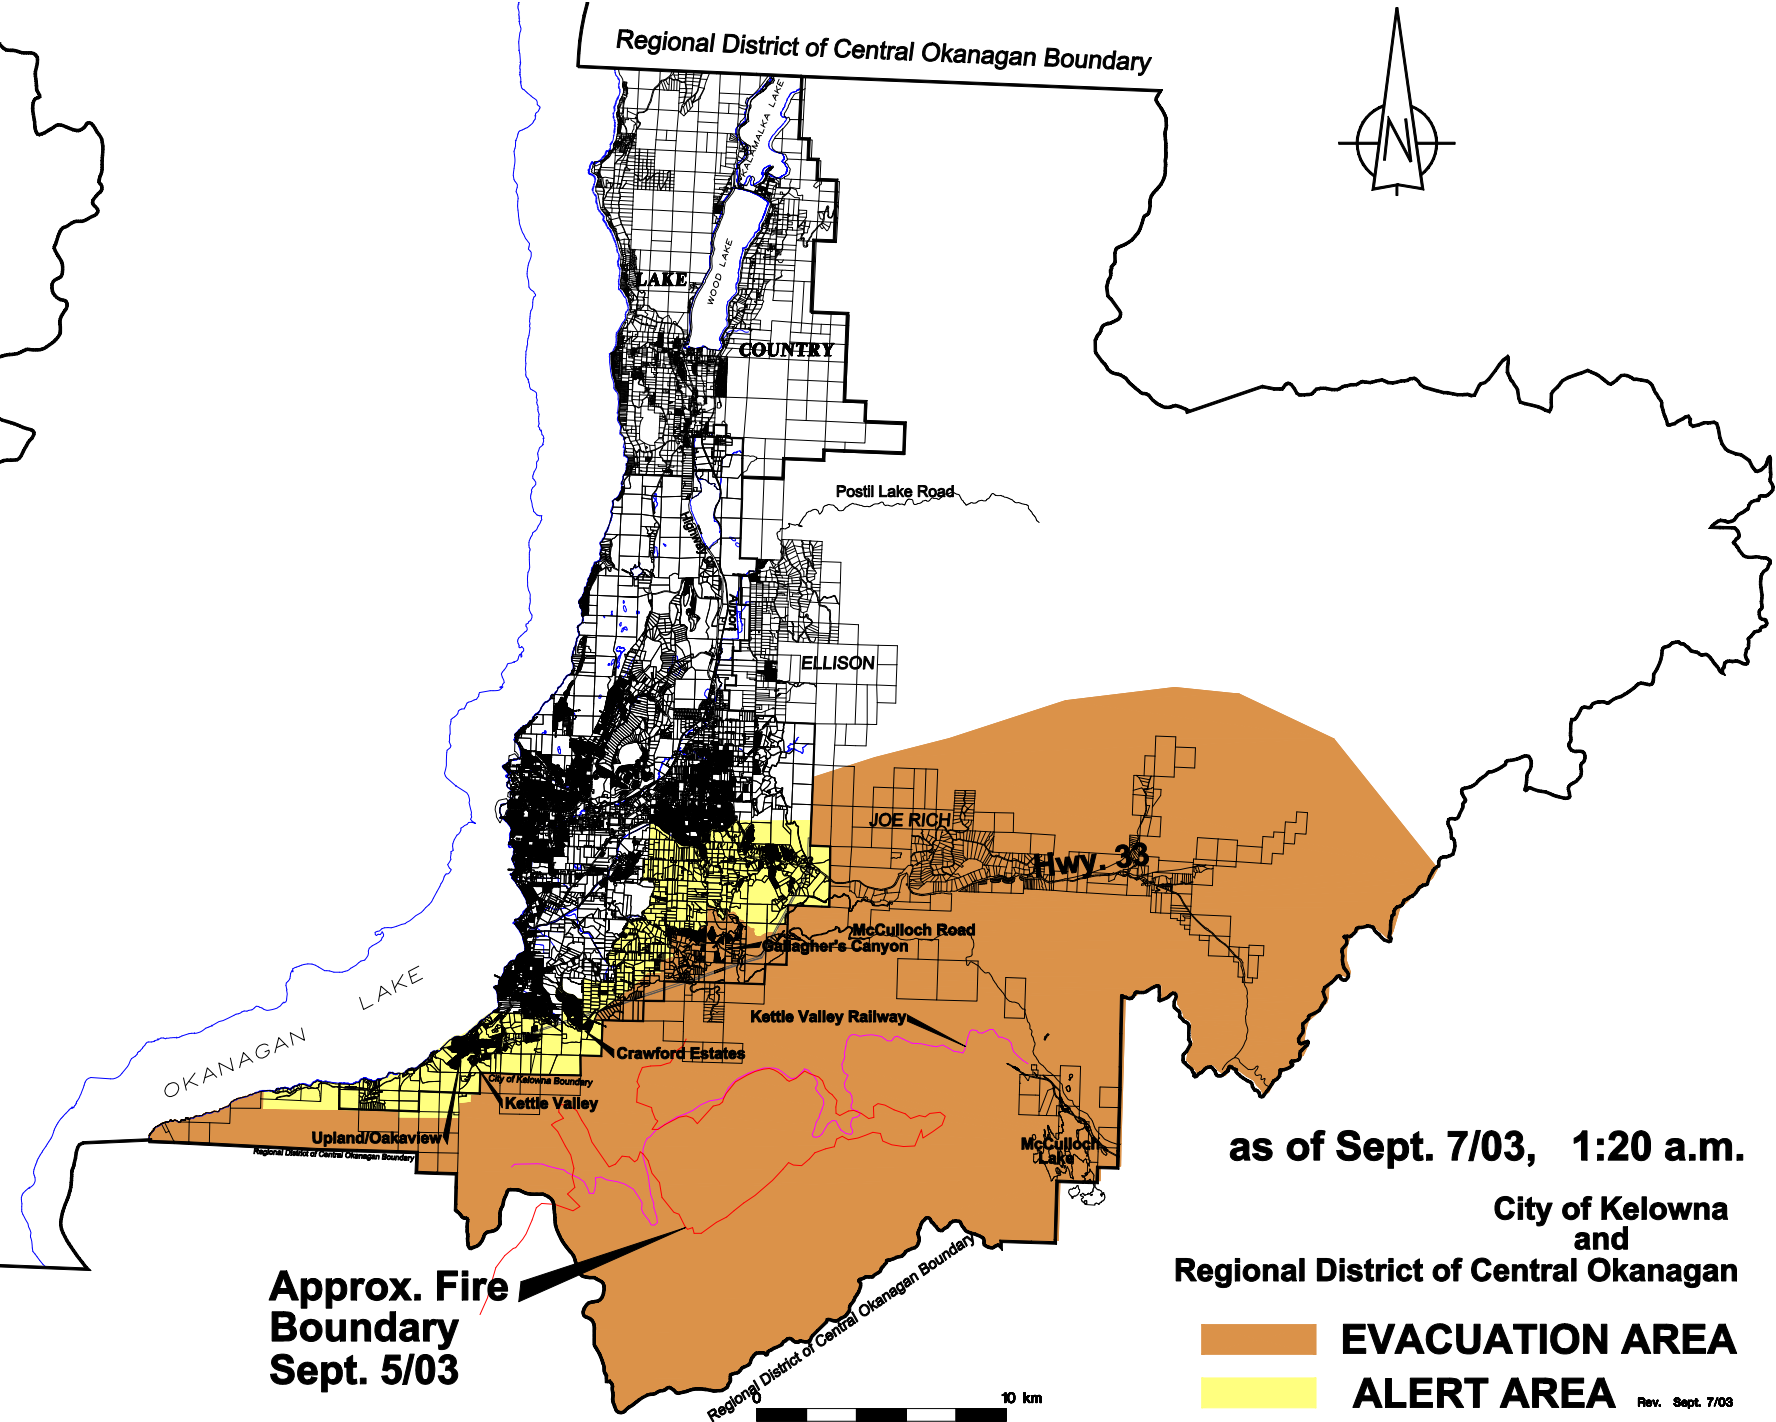 Regional District of Central Okanagan Boundary
N
KALAMALKA LAKE
WOOD LAKE
LAKE
COUNTRY
Postil Lake Road
Highway
Airport
ELLISON
JOE RICH
Hwy. 33
McCulloch Road
Gallagher's Canyon
OKANAGAN LAKE
Kettle Valley Railway
Crawford Estates
City of Kelowna Boundary
Kettle Valley
Upland/Oakaview
Regional District of Central Okanagan Boundary
McCulloch
Lake
as of Sept. 7/03, 1:20 a.m.
City of Kelowna
and
Regional District of Central Okanagan
Approx. Fire
Boundary
Sept. 5/03
Regional District of Central Okanagan Boundary
EVACUATION AREA
ALERT AREA
Rev. Sept. 7/03
0 10 km